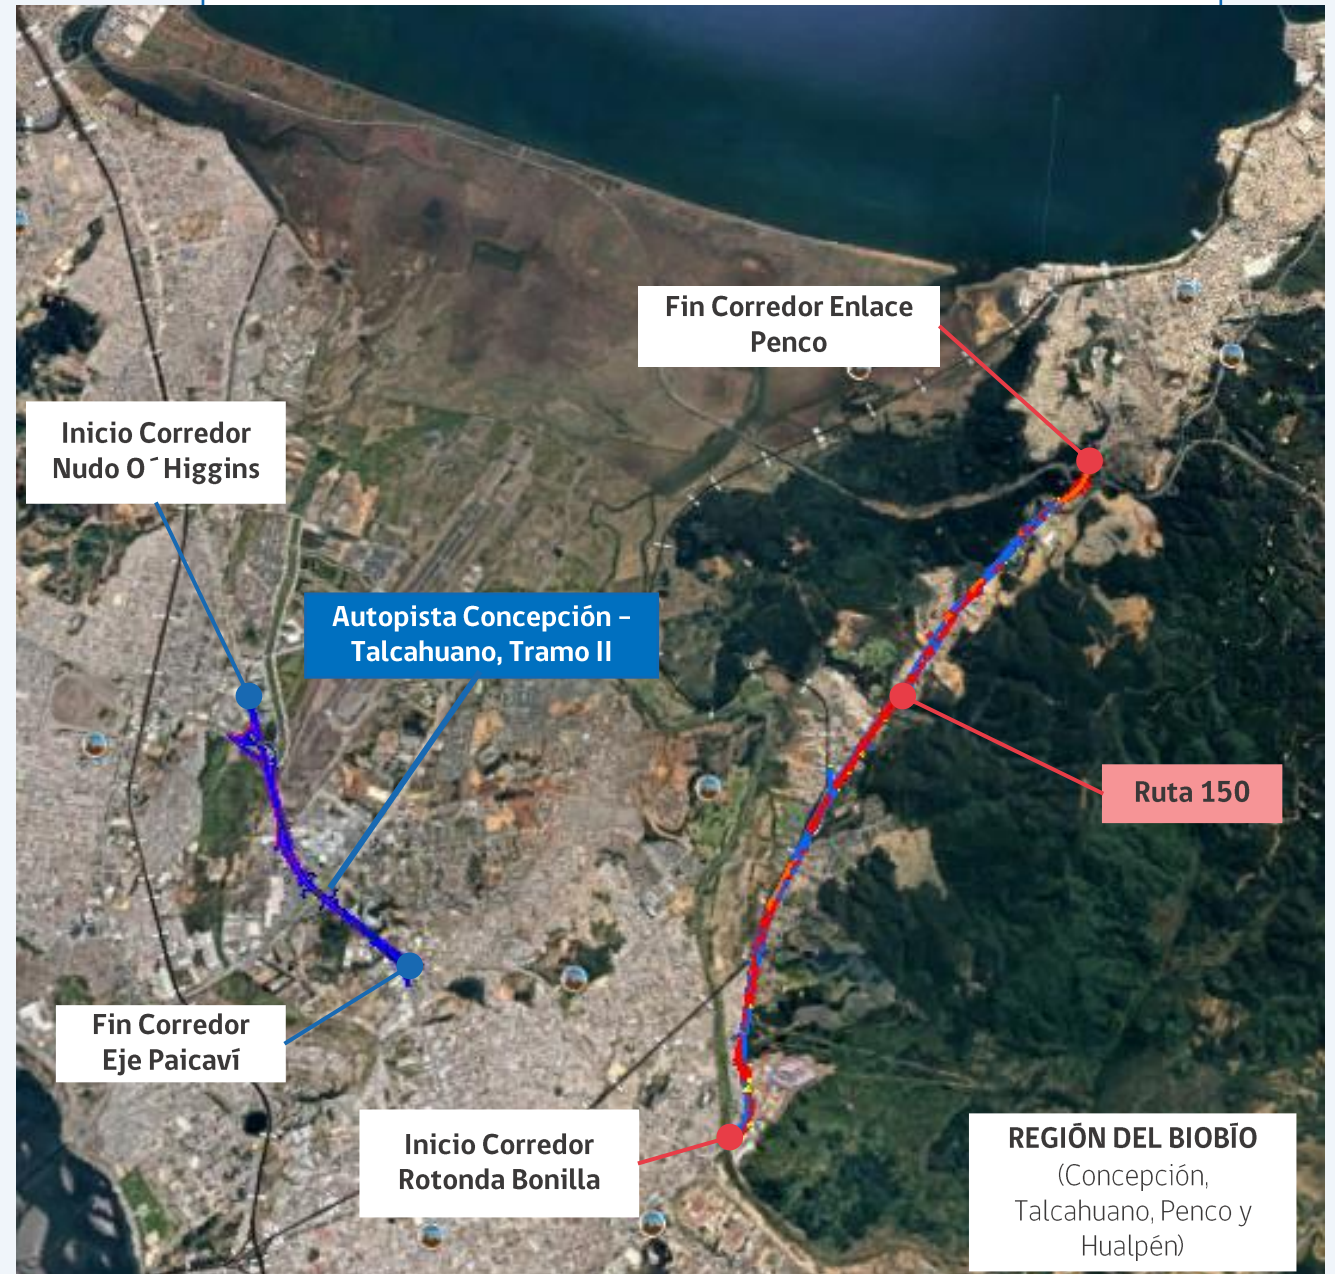 Fin Corredor Enlace
Penco
Inicio Corredor
Nudo O´Higgins
Autopista Concepción –
Talcahuano, Tramo II
Ruta 150
Fin Corredor
Eje Paicaví
Inicio Corredor
Rotonda Bonilla
REGIÓN DEL BIOBÍO
(Concepción,
Talcahuano, Penco y
Hualpén)